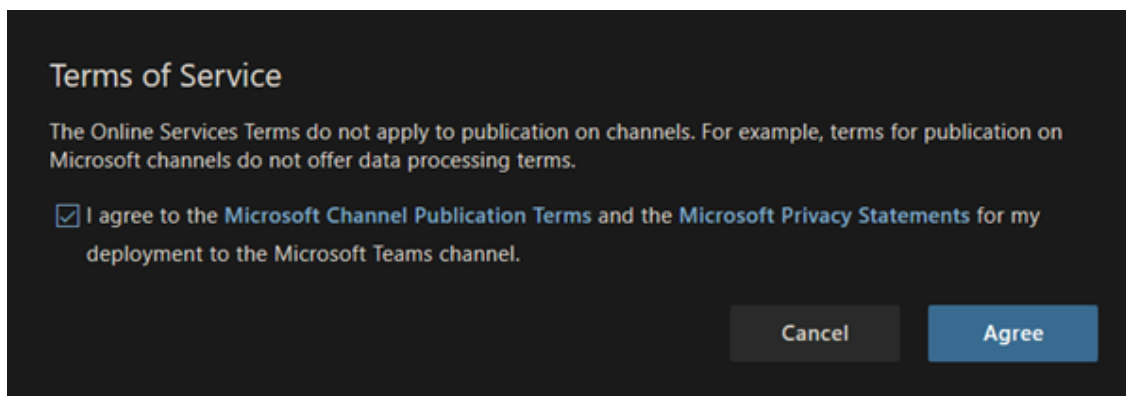 Terms of Service
The Online Services Terms do not apply to publication on channels. For example, terms for publication on
Microsoft channels do not offer data processing terms.
I agree to the Microsoft Channel Publication Terms and the Microsoft Privacy Statements for my
deployment to the Microsoft Teams channel.
Cancel
Agree